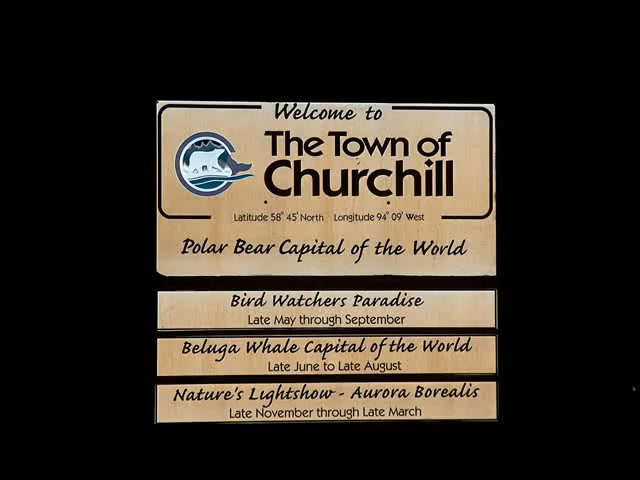 Welcome to
The Town of
Churchill
Latitude 58° 45' North Longitude 94° 09' West
Polar Bear Capital of the World
Bird Watchers Paradise
Late May through September
Beluga Whale Capital of the World
Late June to Late August
Nature's Lightshow - Aurora Borealis
Late November through Late March